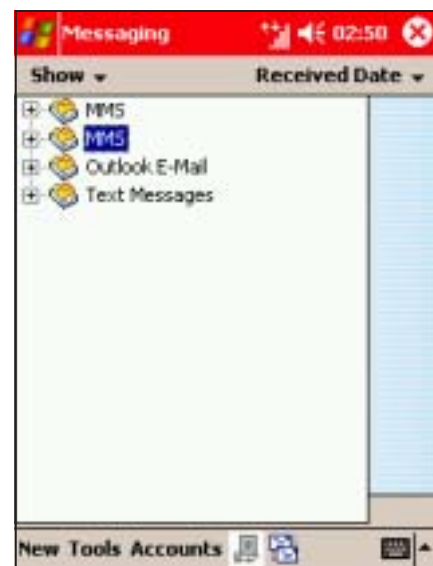 Messaging 02:50
Show Received Date
MMS
MMS
Outlook E-Mail
Text Messages
New Tools Accounts